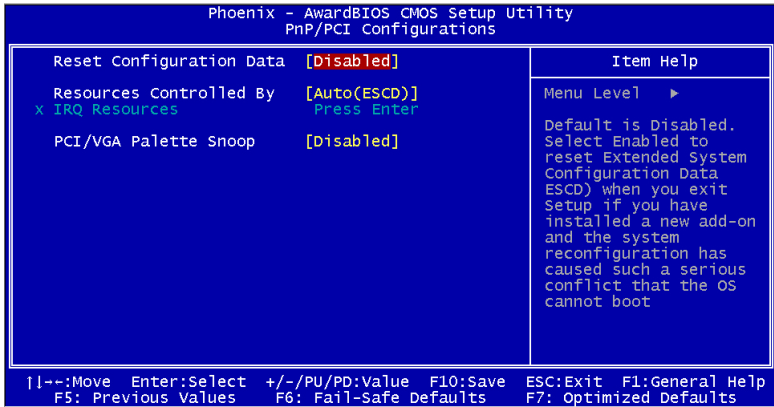 Phoenix - AwardBIOS CMOS Setup Utility
PnP/PCI Configurations
Reset Configuration Data [Disabled]
Resources Controlled By [Auto(ESCD)]
x IRQ Resources Press Enter
PCI/VGA Palette Snoop [Disabled]
Item Help
Menu Level ▶
Default is Disabled.
Select Enabled to
reset Extended System
Configuration Data
ESCD) when you exit
Setup if you have
installed a new add-on
and the system
reconfiguration has
caused such a serious
conflict that the OS
cannot boot
↑↓→←:Move Enter:Select +/-/PU/PD:Value F10:Save ESC:Exit F1:General Help
F5: Previous Values F6: Fail-Safe Defaults F7: Optimized Defaults